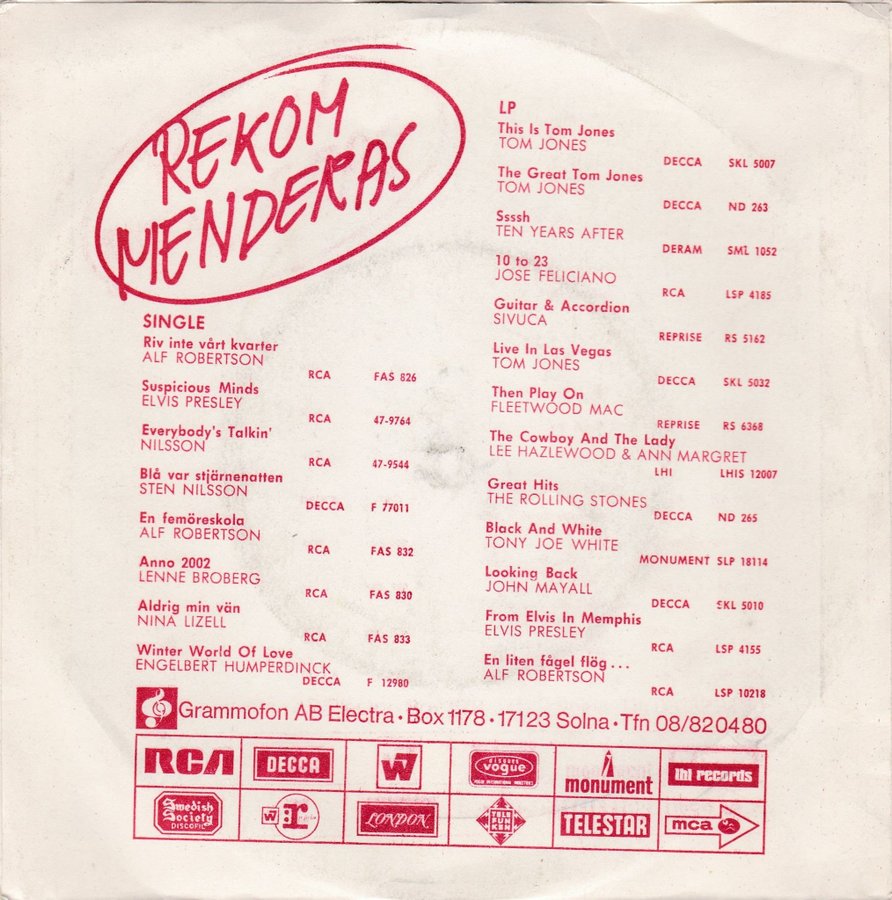 REKOM
MENDERAS
SINGLE
Riv inte vårt kvarter
ALF ROBERTSON
RCA FAS 826
Suspicious Minds
ELVIS PRESLEY
RCA 47-9764
Everybody's Talkin'
NILSSON
RCA 47-9544
Blå var stjärnenatten
STEN NILSSON
DECCA F 77011
En femöreskola
ALF ROBERTSON
RCA FAS 832
Anno 2002
LENNE BROBERG
RCA FAS 830
Aldrig min vän
NINA LIZELL
RCA FAS 833
Winter World Of Love
ENGELBERT HUMPERDINCK
DECCA F 12980
LP
This Is Tom Jones
TOM JONES
DECCA SKL 5007
The Great Tom Jones
TOM JONES
DECCA ND 263
Ssssh
TEN YEARS AFTER
DERAM SML 1052
10 to 23
JOSE FELICIANO
RCA LSP 4185
Guitar & Accordion
SIVUCA
REPRISE RS 5162
Live In Las Vegas
TOM JONES
DECCA SKL 5032
Then Play On
FLEETWOOD MAC
REPRISE RS 6368
The Cowboy And The Lady
LEE HAZLEWOOD & ANN MARGRET
LHI LHIS 12007
Great Hits
THE ROLLING STONES
DECCA ND 265
Black And White
TONY JOE WHITE
MONUMENT SLP 18114
Looking Back
JOHN MAYALL
DECCA SKL 5010
From Elvis In Memphis
ELVIS PRESLEY
RCA LSP 4155
En liten fågel flög...
ALF ROBERTSON
RCA LSP 10218
Grammofon AB Electra • Box 1178 • 17123 Solna • Tfn 08/820480
RCA DECCA W7 disques vogue monument lhi records
Swedish Society DISCOFIL W7 r LONDON TELEFUNKEN TELESTAR mca